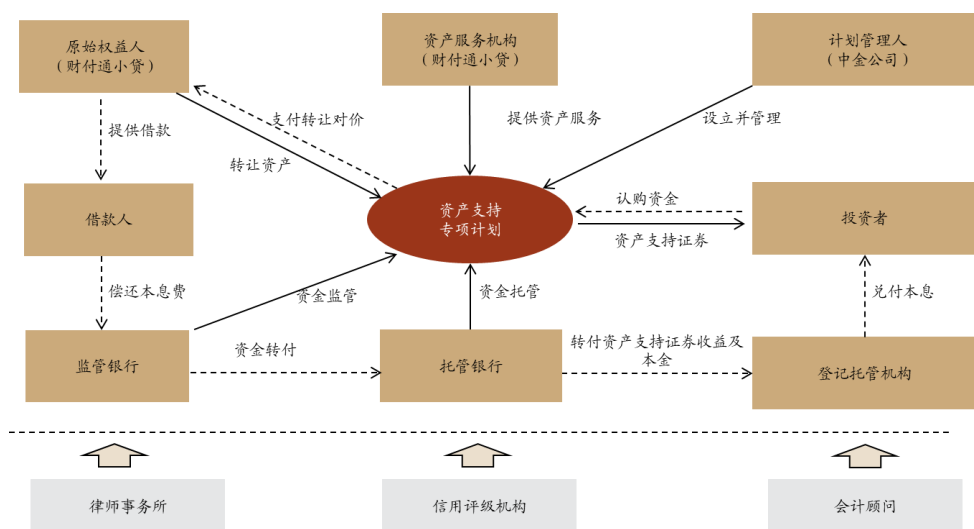 原始权益人
（财付通小贷）
资产服务机构
（财付通小贷）
计划管理人
（中金公司）
提供借款
支付转让对价
转让资产
提供资产服务
设立并管理
借款人
资产支持
专项计划
认购资金
资产支持证券
投资者
偿还本息费
资金监管
资金托管
兑付本息
监管银行
资金转付
托管银行
转付资产支持证券收益及
本金
登记托管机构
律师事务所
信用评级机构
会计顾问